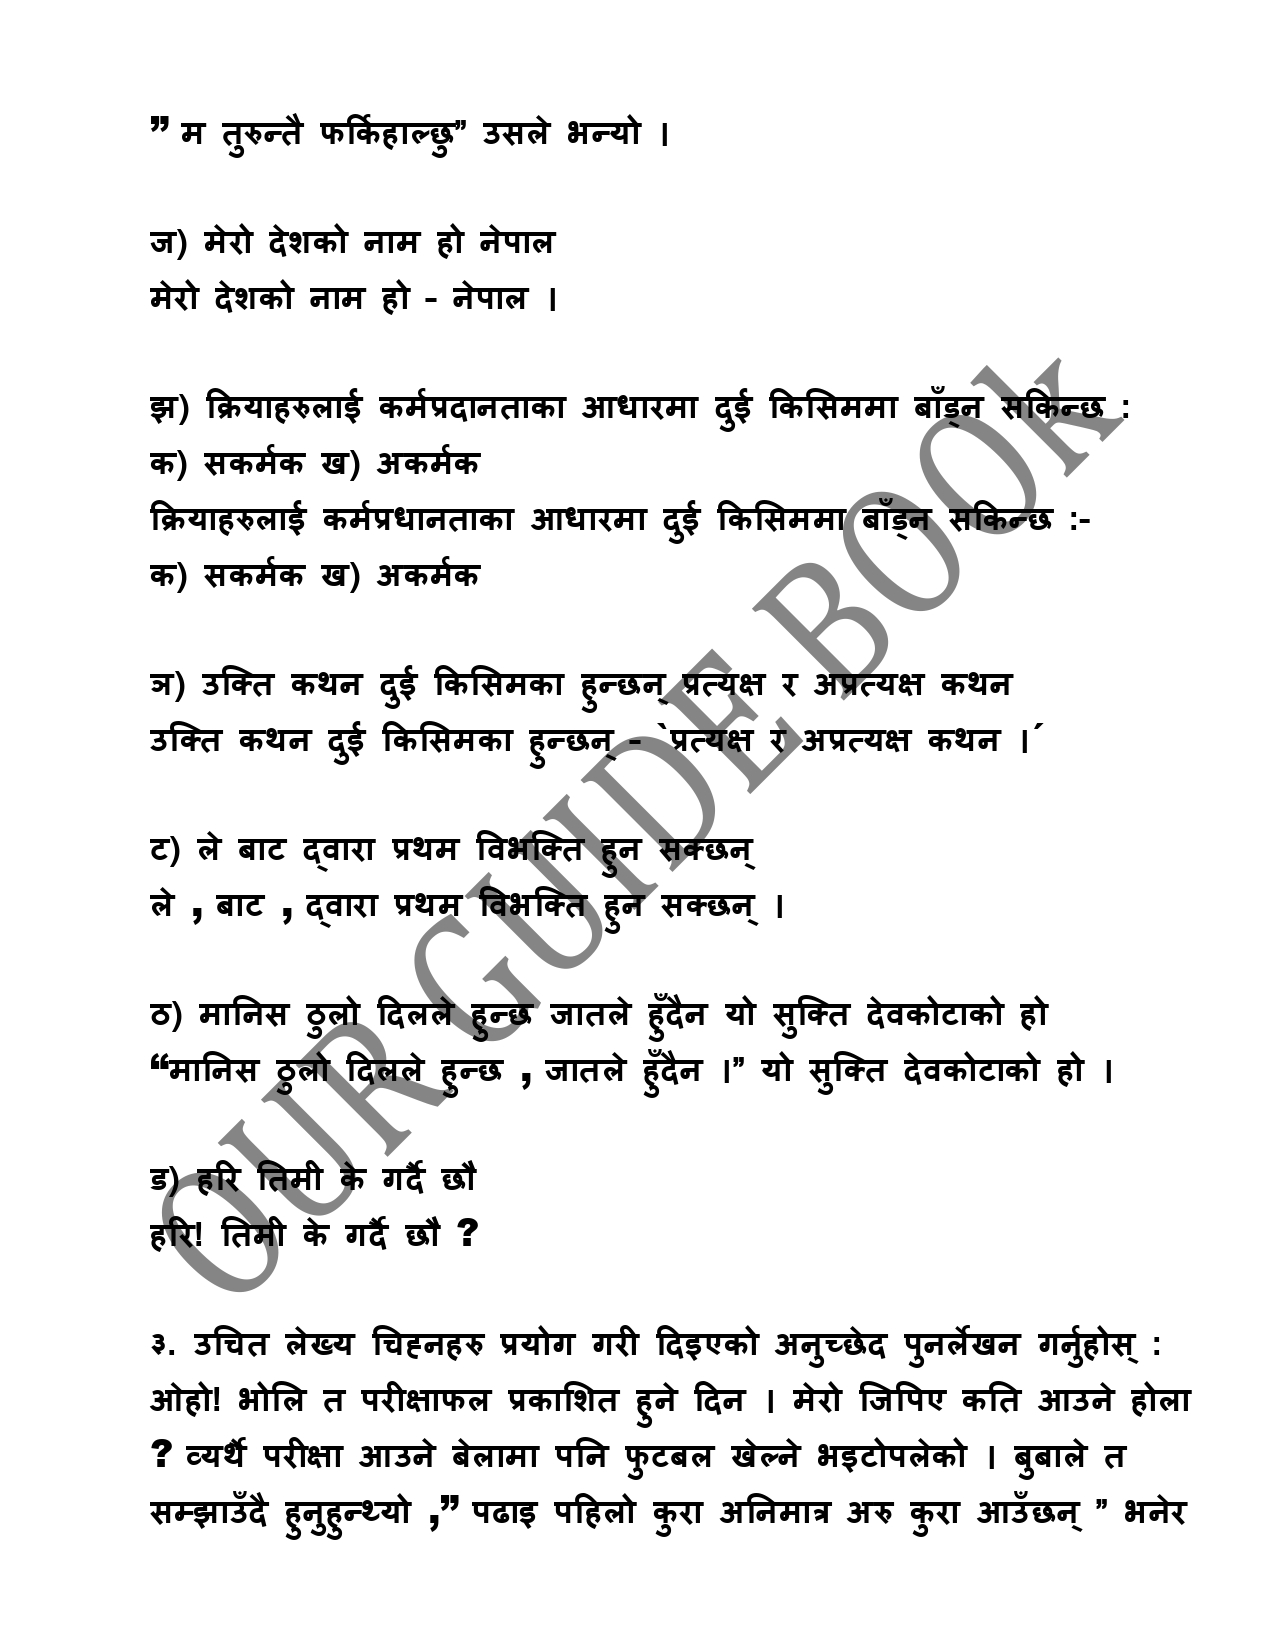 ” म तुरुन्तै फर्किहाल्छु” उसले भन्यो ।
ज) मेरो देशको नाम हो नेपाल
मेरो देशको नाम हो - नेपाल ।
झ) क्रियाहरुलाई कर्मप्रदानताका आधारमा दुई किसिममा बाँड्न सकिन्छ :
क) सकर्मक ख) अकर्मक
क्रियाहरुलाई कर्मप्रधानताका आधारमा दुई किसिममा बाँड्न सकिन्छ :-
क) सकर्मक ख) अकर्मक
ञ) उक्ति कथन दुई किसिमका हुन्छन् प्रत्यक्ष र अप्रत्यक्ष कथन
उक्ति कथन दुई किसिमका हुन्छन् - `प्रत्यक्ष र अप्रत्यक्ष कथन ।´
ट) ले बाट द्वारा प्रथम विभक्ति हुन सक्छन्
ले , बाट , द्वारा प्रथम विभक्ति हुन सक्छन् ।
ठ) मानिस ठुलो दिलले हुन्छ जातले हुँदैन यो सुक्ति देवकोटाको हो
“मानिस ठुलो दिलले हुन्छ , जातले हुँदैन ।” यो सुक्ति देवकोटाको हो ।
ड) हरि तिमी के गर्दै छौ
हरि! तिमी के गर्दै छौ ?
३. उचित लेख्य चिह्नहरु प्रयोग गरी दिइएको अनुच्छेद पुनर्लेखन गर्नुहोस् :
ओहो! भोलि त परीक्षाफल प्रकाशित हुने दिन । मेरो जिपिए कति आउने होला
? व्यर्थै परीक्षा आउने बेलामा पनि फुटबल खेल्ने भइटोपलेको । बुबाले त
सम्झाउँदै हुनुहुन्थ्यो ,” पढाइ पहिलो कुरा अनिमात्र अरु कुरा आउँछन् ” भनेर
OUR GUIDE BOOk